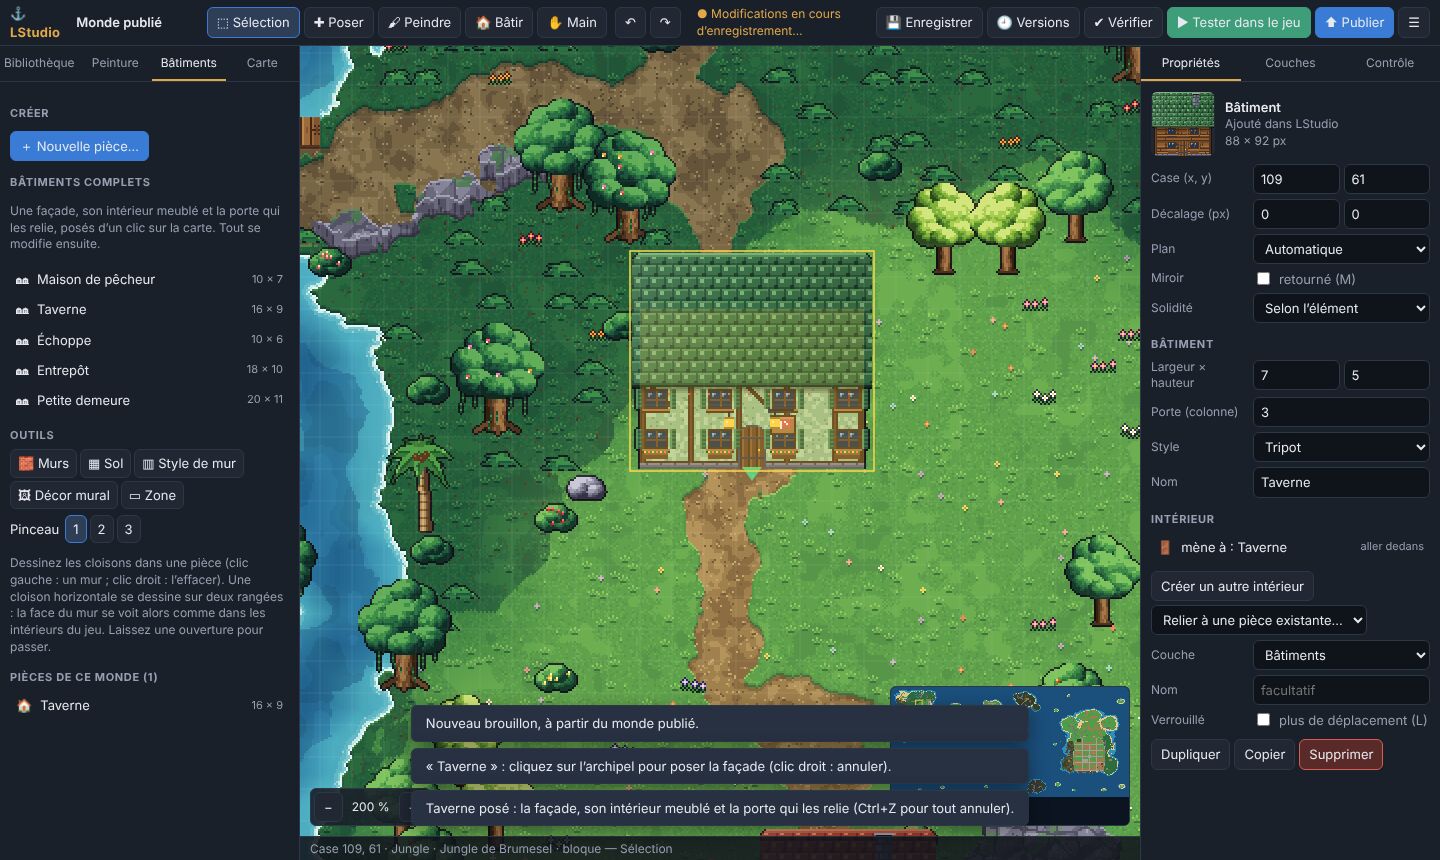 ⚓ LStudio
Monde publié
Sélection
Poser
Peindre
Bâtir
Main
Modifications en cours
d'enregistrement…
Enregistrer
Versions
Vérifier
Tester dans le jeu
Publier
Bibliothèque
Peinture
Bâtiments
Carte
CRÉER
+ Nouvelle pièce…
BÂTIMENTS COMPLETS
Une façade, son intérieur meublé et la porte qui
les relie, posés d'un clic sur la carte. Tout se
modifie ensuite.
Maison de pêcheur 10 × 7
Taverne 16 × 9
Échoppe 10 × 6
Entrepôt 18 × 10
Petite demeure 20 × 11
OUTILS
Murs
Sol
Style de mur
Décor mural
Zone
Pinceau 1 2 3
Dessinez les cloisons dans une pièce (clic
gauche : un mur ; clic droit : l'effacer). Une
cloison horizontale se dessine sur deux rangées
: la face du mur se voit alors comme dans les
intérieurs du jeu. Laissez une ouverture pour
passer.
PIÈCES DE CE MONDE (1)
Taverne 16 × 9
Nouveau brouillon, à partir du monde publié.
« Taverne » : cliquez sur l'archipel pour poser la façade (clic droit : annuler).
− 200 %
Taverne posé : la façade, son intérieur meublé et la porte qui les relie (Ctrl+Z pour tout annuler).
Case 109, 61 · Jungle · Jungle de Brumesel · bloque — Sélection
Propriétés
Couches
Contrôle
Bâtiment
Ajouté dans LStudio
88 × 92 px
Case (x, y) 109 61
Décalage (px) 0 0
Plan Automatique
Miroir retourné (M)
Solidité Selon l'élément
BÂTIMENT
Largeur ×
hauteur 7 5
Porte (colonne) 3
Style Tripot
Nom Taverne
INTÉRIEUR
mène à : Taverne aller dedans
Créer un autre intérieur
Relier à une pièce existante…
Couche Bâtiments
Nom facultatif
Verrouillé plus de déplacement (L)
Dupliquer
Copier
Supprimer